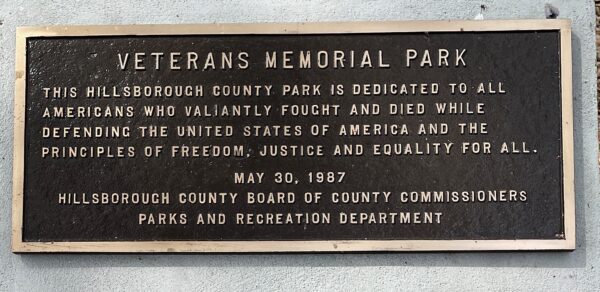 VETERANS MEMORIAL PARK
THIS HILLSBOROUGH COUNTY PARK IS DEDICATED TO ALL
AMERICANS WHO VALIANTLY FOUGHT AND DIED WHILE
DEFENDING THE UNITED STATES OF AMERICA AND THE
PRINCIPLES OF FREEDOM, JUSTICE AND EQUALITY FOR ALL.
MAY 30, 1987
HILLSBOROUGH COUNTY BOARD OF COUNTY COMMISSIONERS
PARKS AND RECREATION DEPARTMENT